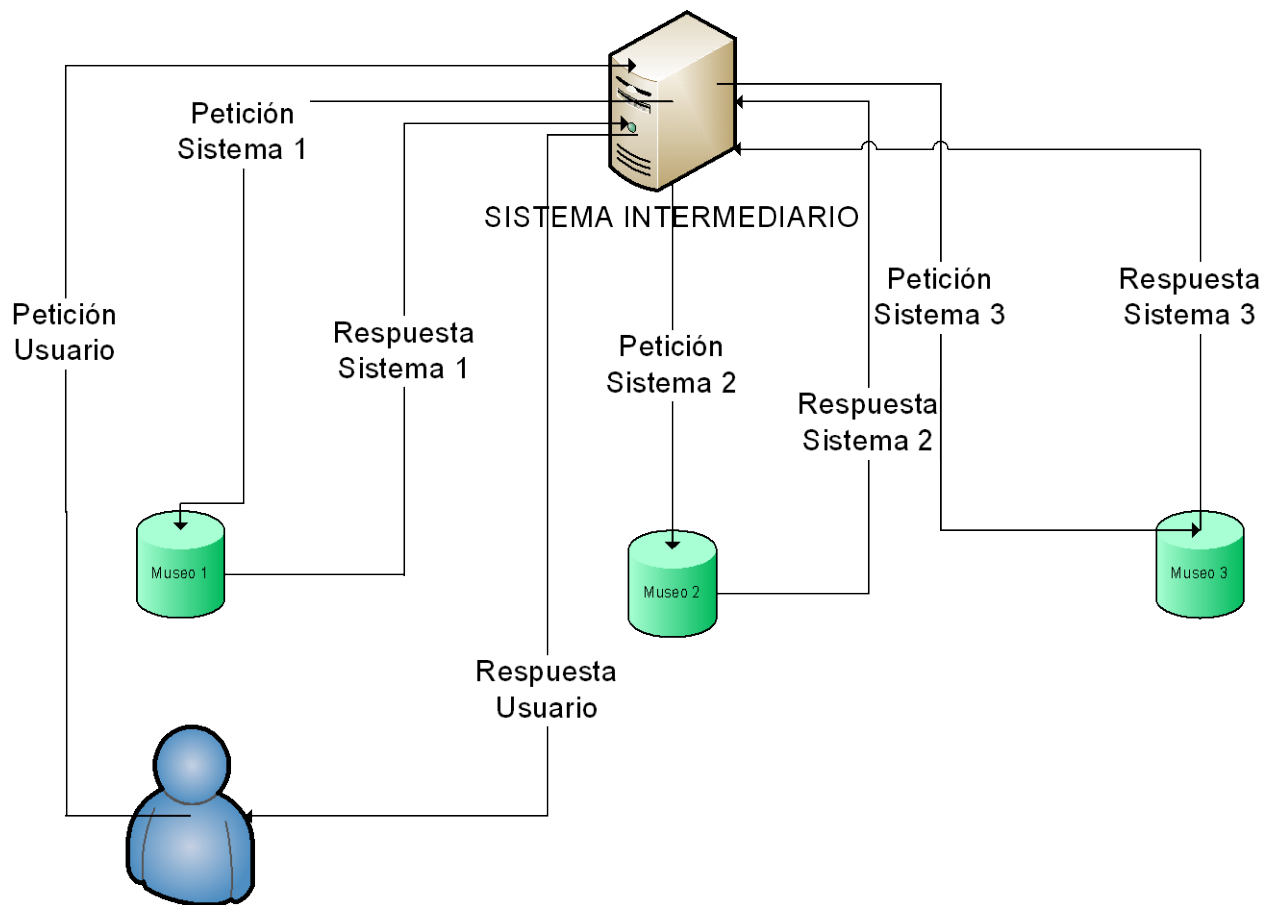 Petición
Sistema 1
SISTEMA INTERMEDIARIO
Petición
Usuario
Respuesta
Sistema 1
Petición
Sistema 2
Respuesta
Sistema 2
Petición
Sistema 3
Respuesta
Sistema 3
Museo 1
Museo 2
Museo 3
Respuesta
Usuario